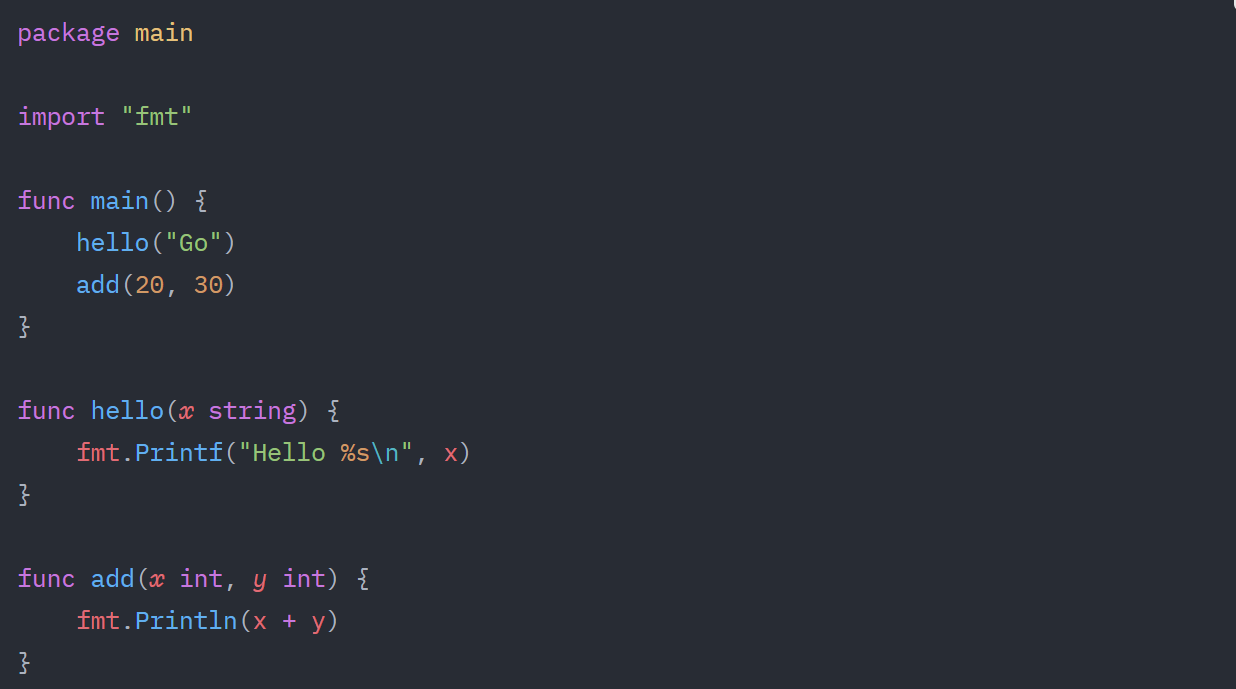 package main
import "fmt"
func main() {
    hello("Go")
    add(20, 30)
}
func hello(x string) {
    fmt.Printf("Hello %s\n", x)
}
func add(x int, y int) {
    fmt.Println(x + y)
}